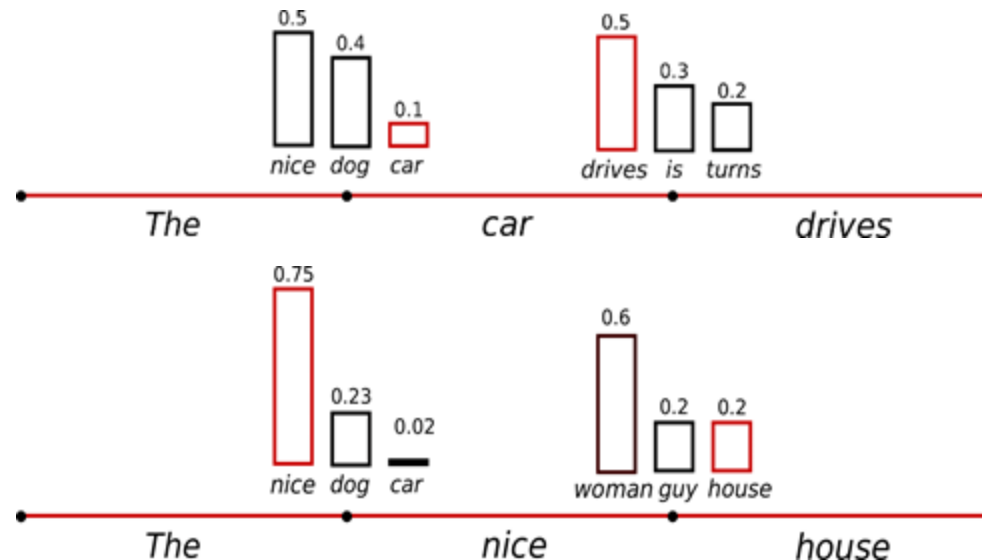 0.5
0.4
0.1
nice dog car
0.5
0.3
0.2
drives is turns
The car drives
0.75
0.23
0.02
nice dog car
0.6
0.2
0.2
woman guy house
The nice house